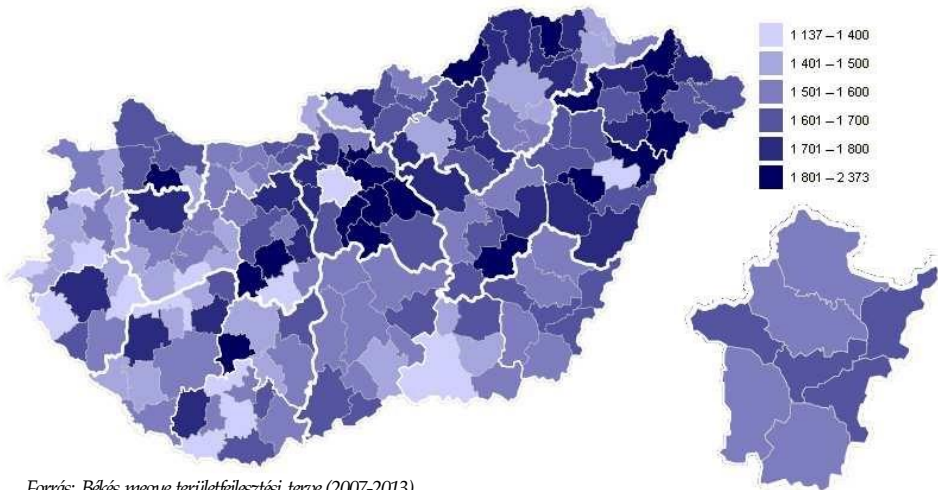 1 137 – 1 400
1 401 – 1 500
1 501 – 1 600
1 601 – 1 700
1 701 – 1 800
1 801 – 2 373
Forrás: Békés megye területfejlesztési terve (2007-2013)